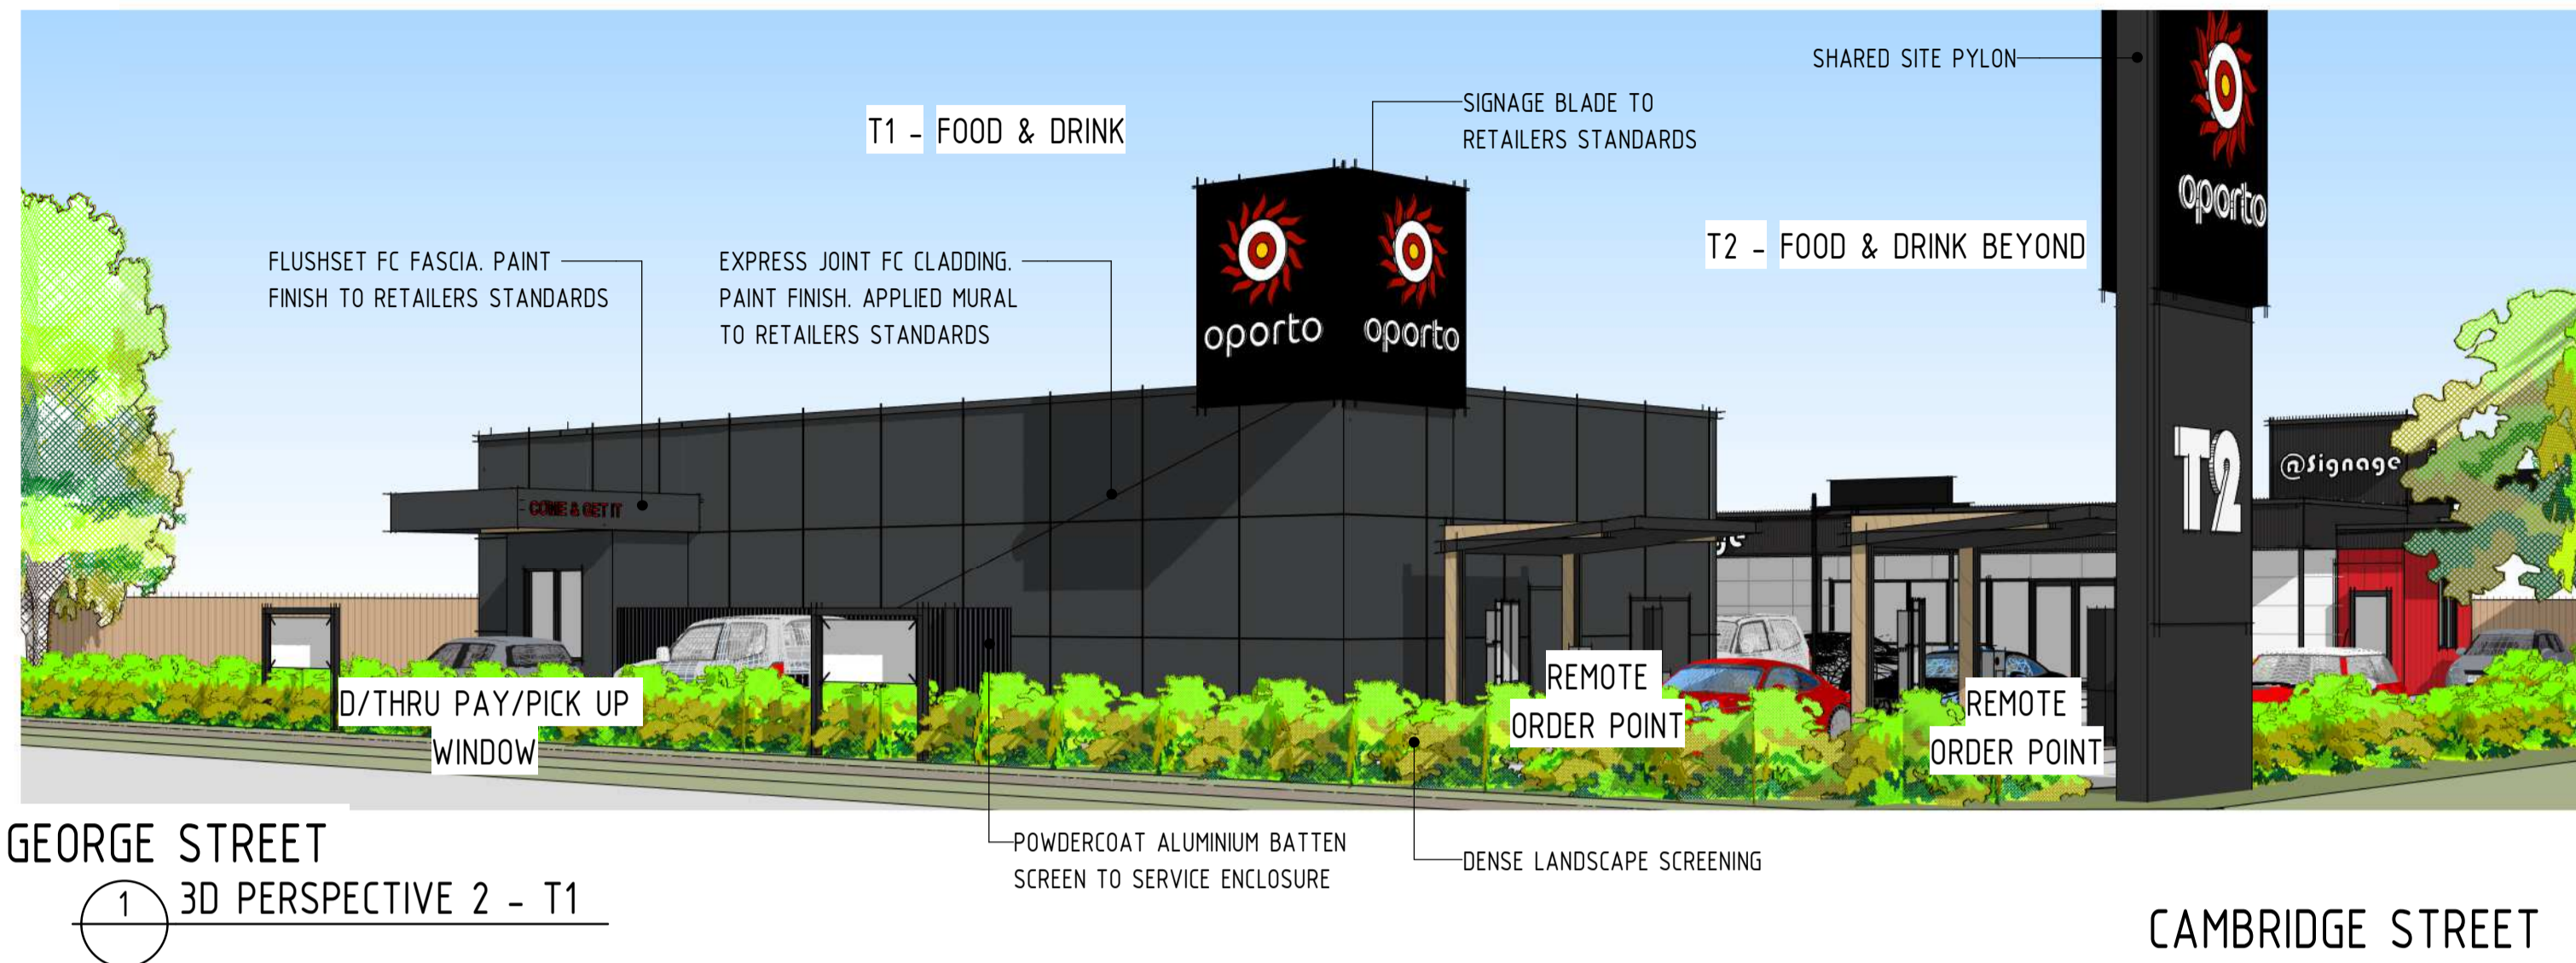 SHARED SITE PYLON
SIGNAGE BLADE TO
RETAILERS STANDARDS
T1 - FOOD & DRINK
oporto
T2 - FOOD & DRINK BEYOND
FLUSHSET FC FASCIA. PAINT
FINISH TO RETAILERS STANDARDS
EXPRESS JOINT FC CLADDING.
PAINT FINISH. APPLIED MURAL
TO RETAILERS STANDARDS
oporto
oporto
T2
@Signage
COME & GET IT
ge
REMOTE
ORDER POINT
REMOTE
ORDER POINT
D/THRU PAY/PICK UP
WINDOW
POWDERCOAT ALUMINIUM BATTEN
SCREEN TO SERVICE ENCLOSURE
DENSE LANDSCAPE SCREENING
GEORGE STREET
1
3D PERSPECTIVE 2 - T1
CAMBRIDGE STREET